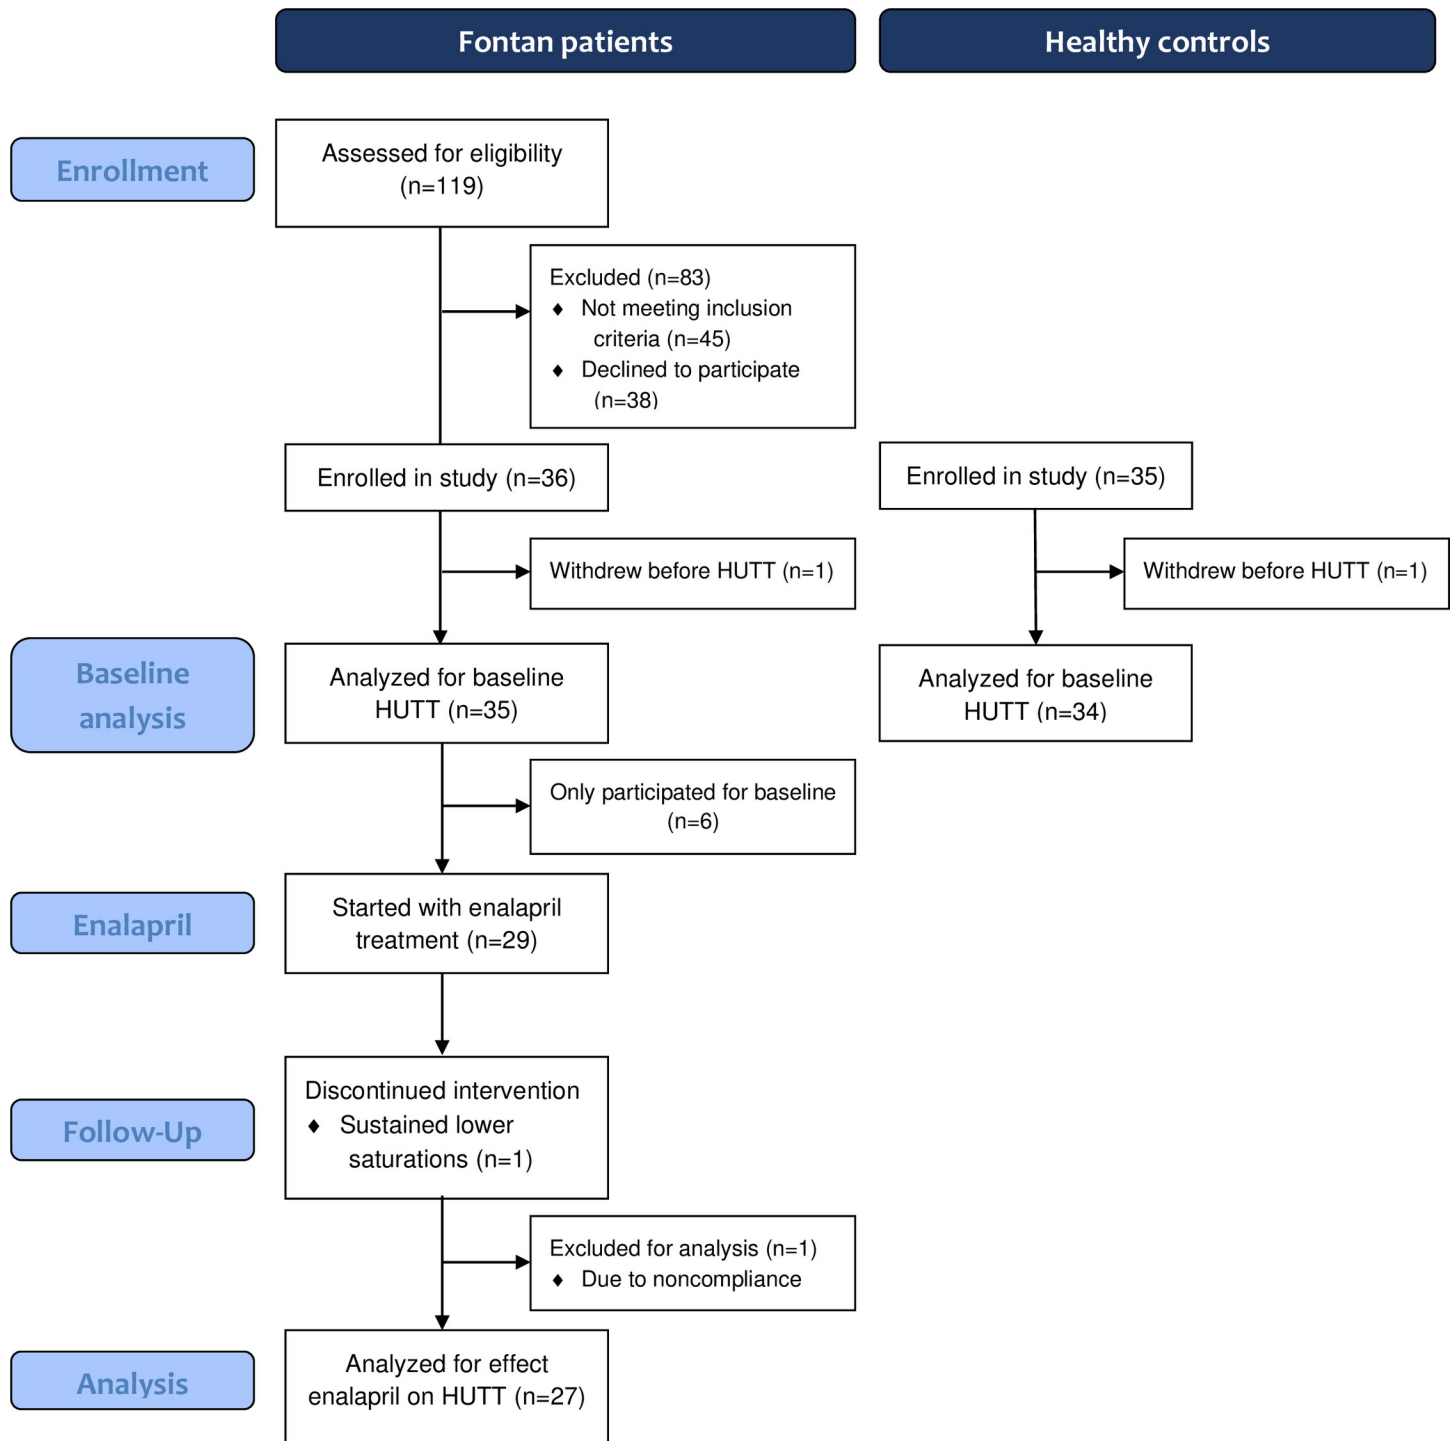 Fontan patients
Healthy controls
Enrollment
Assessed for eligibility
(n=119)
Excluded (n=83)
♦ Not meeting inclusion
criteria (n=45)
♦ Declined to participate
(n=38)
Enrolled in study (n=36)
Enrolled in study (n=35)
Withdrew before HUTT (n=1)
Withdrew before HUTT (n=1)
Baseline
analysis
Analyzed for baseline
HUTT (n=35)
Analyzed for baseline
HUTT (n=34)
Only participated for baseline
(n=6)
Enalapril
Started with enalapril
treatment (n=29)
Follow-Up
Discontinued intervention
♦ Sustained lower
saturations (n=1)
Excluded for analysis (n=1)
♦ Due to noncompliance
Analysis
Analyzed for effect
enalapril on HUTT (n=27)